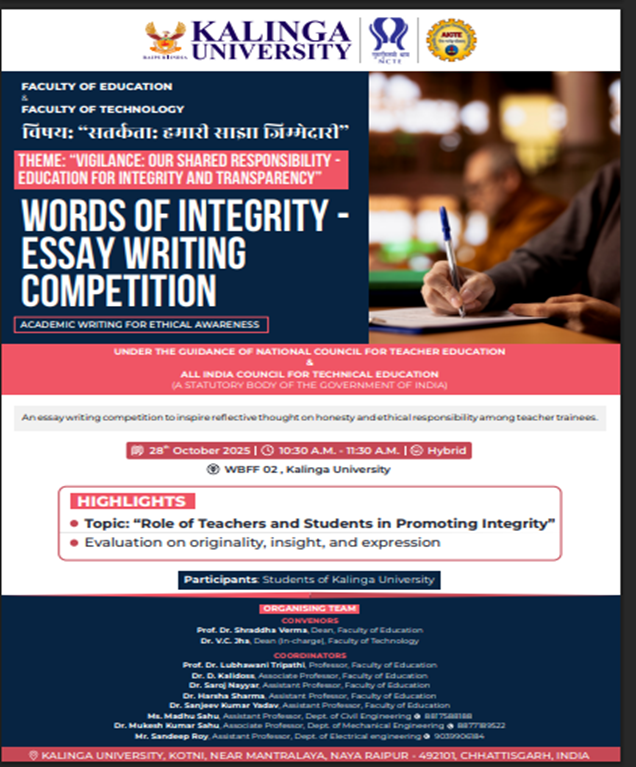 KALINGA
UNIVERSITY
RAIPUR INDIA
NCTE
AICTE
FACULTY OF EDUCATION
&
FACULTY OF TECHNOLOGY
विषय: “सतर्कता: हमारी साझा जिम्मेदारी”
THEME: “VIGILANCE: OUR SHARED RESPONSIBILITY -
EDUCATION FOR INTEGRITY AND TRANSPARENCY”
WORDS OF INTEGRITY -
ESSAY WRITING
COMPETITION
ACADEMIC WRITING FOR ETHICAL AWARENESS
UNDER THE GUIDANCE OF NATIONAL COUNCIL FOR TEACHER EDUCATION
&
ALL INDIA COUNCIL FOR TECHNICAL EDUCATION
(A STATUTORY BODY OF THE GOVERNMENT OF INDIA)
An essay writing competition to inspire reflective thought on honesty and ethical responsibility among teacher trainees.
28th October 2025 | 10:30 A.M. - 11:30 A.M. | Hybrid
WBFF 02 , Kalinga University
HIGHLIGHTS
• Topic: “Role of Teachers and Students in Promoting Integrity”
• Evaluation on originality, insight, and expression
Participants: Students of Kalinga University
ORGANISING TEAM
CONVENORS
Prof. Dr. Shraddha Verma, Dean, Faculty of Education
Dr. V.C. Jha, Dean (In-charge), Faculty of Technology
COORDINATORS
Prof. Dr. Lubhawani Tripathi, Professor, Faculty of Education
Dr. D. Kalidoss, Associate Professor, Faculty of Education
Dr. Saroj Nayyar, Assistant Professor, Faculty of Education
Dr. Harsha Sharma, Assistant Professor, Faculty of Education
Dr. Sanjeev Kumar Yadav, Assistant Professor, Faculty of Education
Ms. Madhu Sahu, Assistant Professor, Dept. of Civil Engineering
Dr. Mukesh Kumar Sahu, Associate Professor, Dept. of Mechanical Engineering
Mr. Sandeep Roy, Assistant Professor, Dept. of Electrical engineering 9039906184
KALINGA UNIVERSITY, KOTNI, NEAR MANTRALAYA, NAYA RAIPUR - 492101, CHHATTISGARH, INDIA